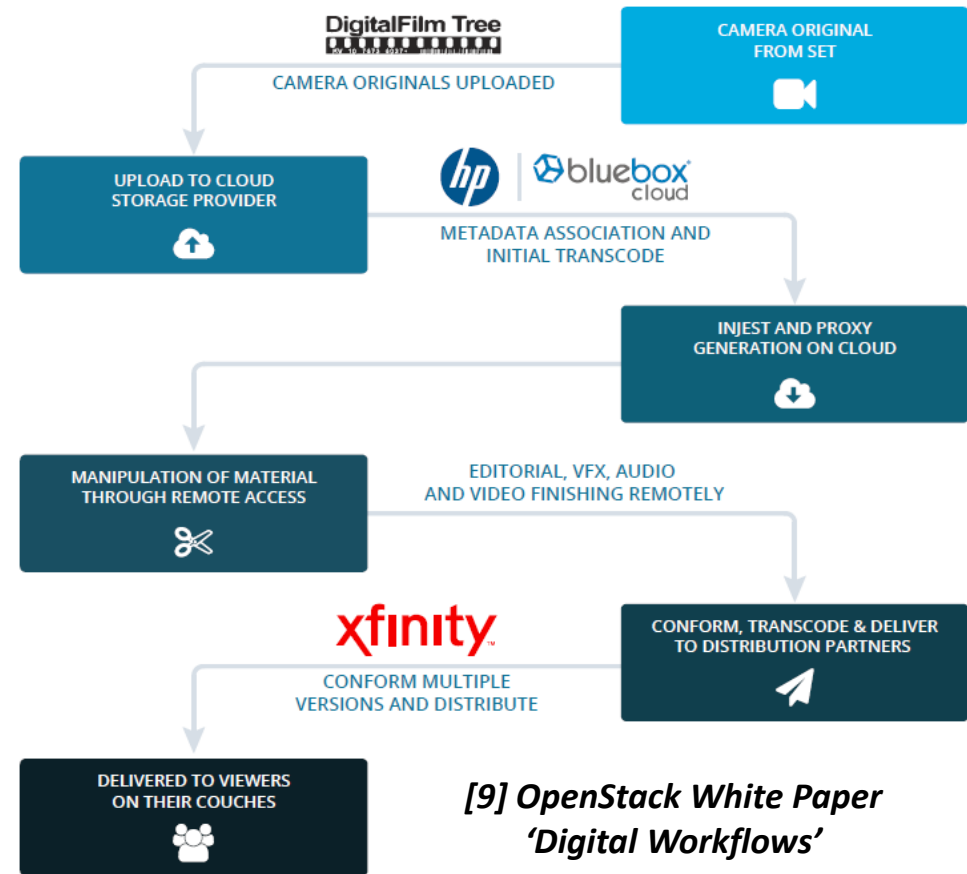 DigitalFilm Tree
CAMERA ORIGINAL
FROM SET
CAMERA ORIGINALS UPLOADED
UPLOAD TO CLOUD
STORAGE PROVIDER
hp
bluebox
cloud
METADATA ASSOCIATION AND
INITIAL TRANSCODE
INJEST AND PROXY
GENERATION ON CLOUD
MANIPULATION OF MATERIAL
THROUGH REMOTE ACCESS
EDITORIAL, VFX, AUDIO
AND VIDEO FINISHING REMOTELY
xfinity
CONFORM, TRANSCODE & DELIVER
TO DISTRIBUTION PARTNERS
CONFORM MULTIPLE
VERSIONS AND DISTRIBUTE
DELIVERED TO VIEWERS
ON THEIR COUCHES
[9] OpenStack White Paper
‘Digital Workflows’